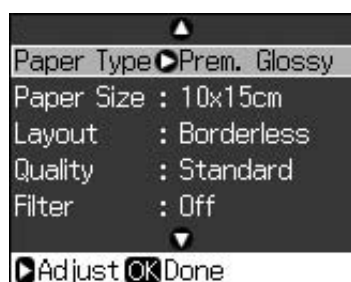 Paper Type Prem. Glossy
Paper Size : 10x15cm
Layout : Borderless
Quality : Standard
Filter : Off
Adjust OK Done